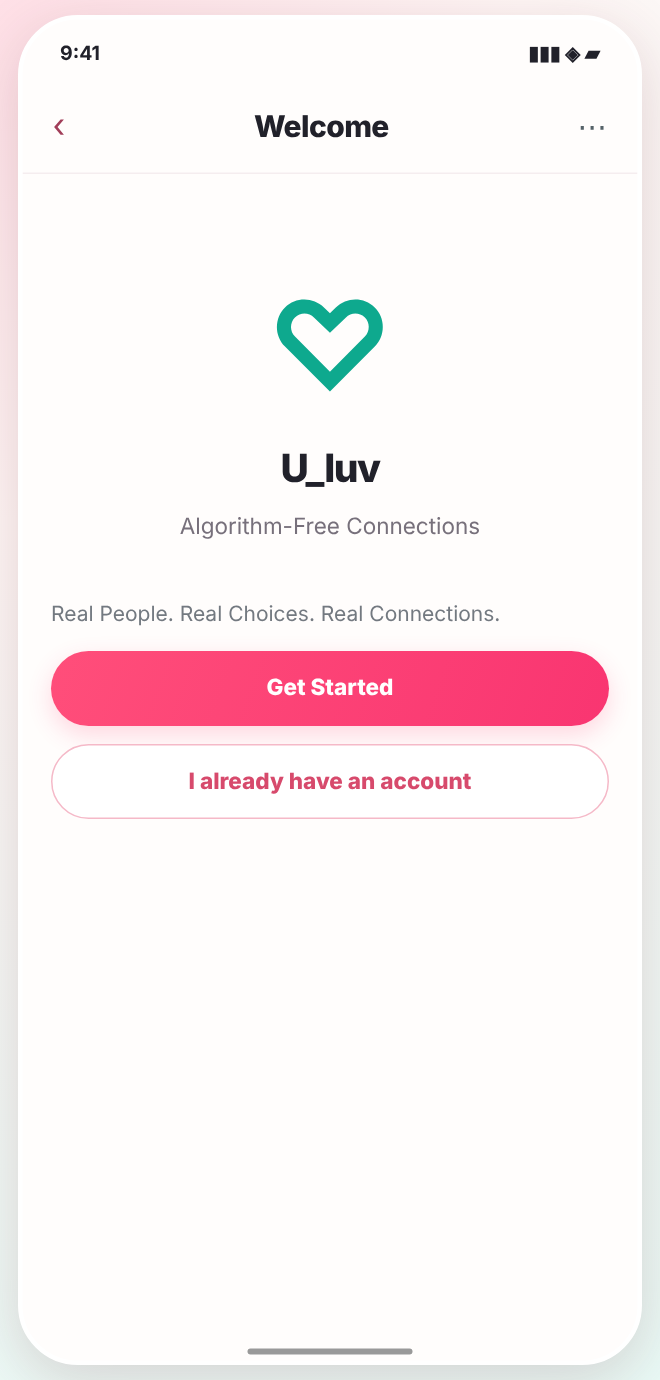 9:41
Welcome
U_luv
Algorithm-Free Connections
Real People. Real Choices. Real Connections.
Get Started
I already have an account